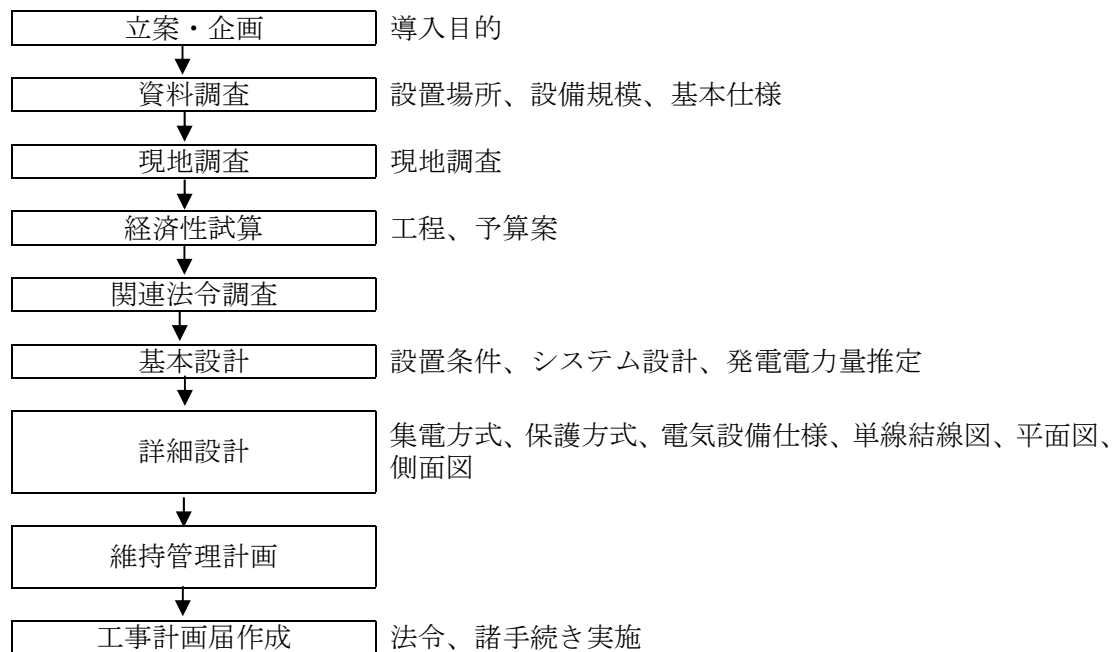 立案・企画 導入目的
資料調査 設置場所、設備規模、基本仕様
現地調査 現地調査
経済性試算 工程、予算案
関連法令調査
基本設計 設置条件、システム設計、発電電力量推定
詳細設計 集電方式、保護方式、電気設備仕様、単線結線図、平面図、
側面図
維持管理計画
工事計画届作成 法令、諸手続き実施